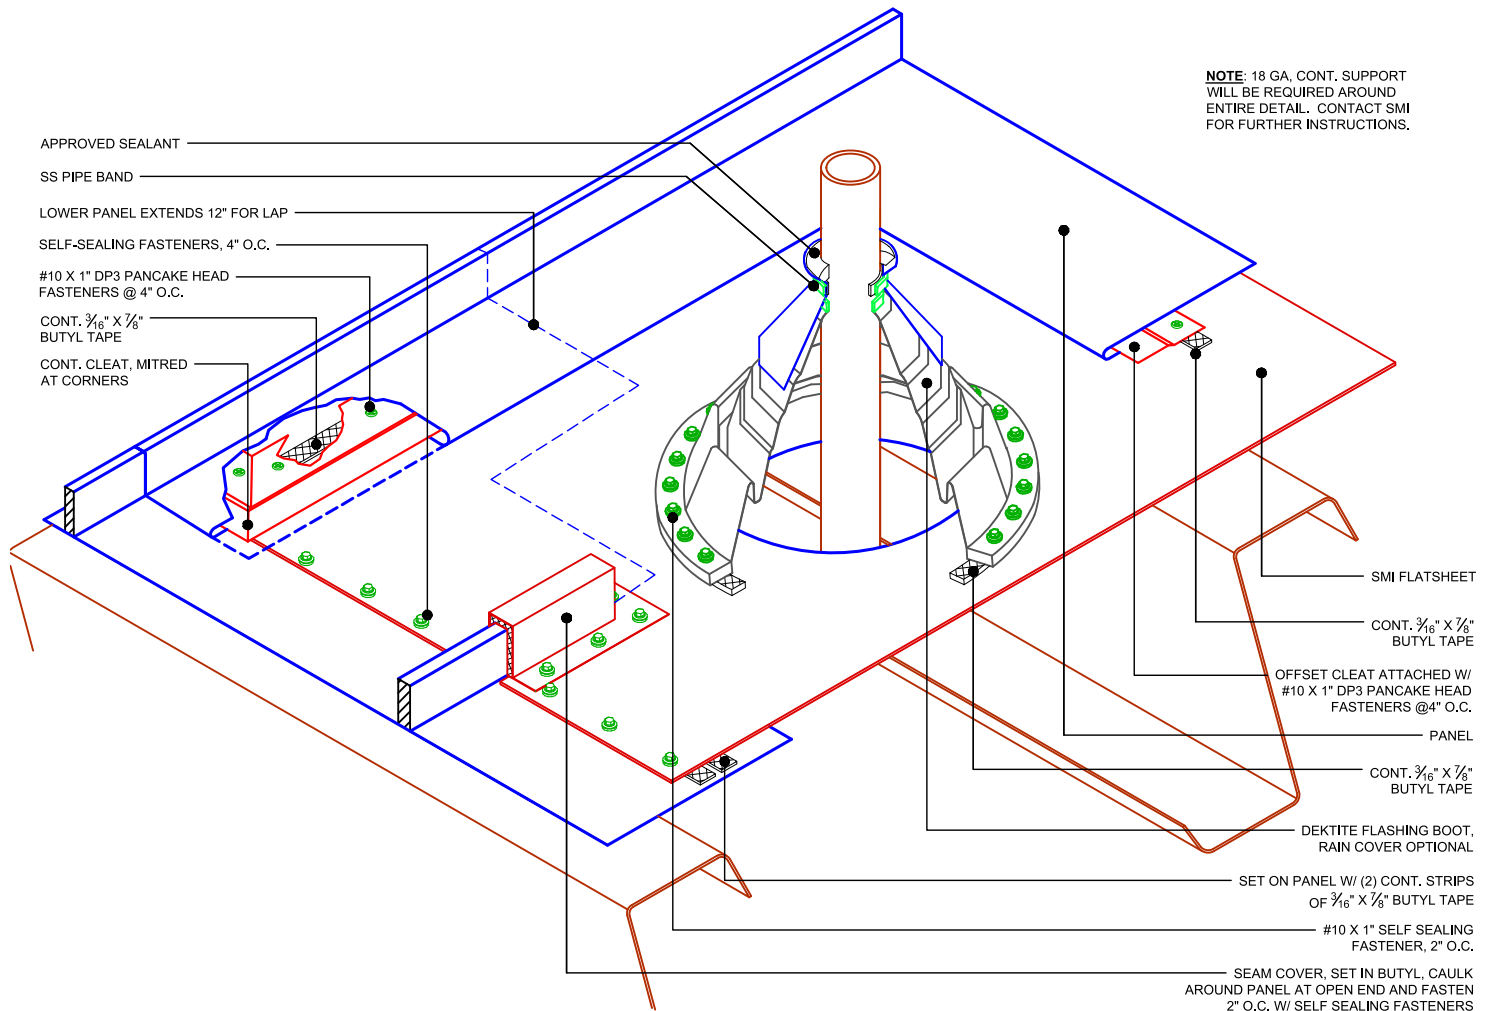 NOTE: 18 GA, CONT. SUPPORT
WILL BE REQUIRED AROUND
ENTIRE DETAIL. CONTACT SMI
FOR FURTHER INSTRUCTIONS.
APPROVED SEALANT
SS PIPE BAND
LOWER PANEL EXTENDS 12" FOR LAP
SELF-SEALING FASTENERS, 4" O.C.
#10 X 1" DP3 PANCAKE HEAD
FASTENERS @ 4" O.C.
CONT. 3/16" X 7/8"
BUTYL TAPE
CONT. CLEAT, MITRED
AT CORNERS
SMI FLATSHEET
CONT. 3/16" X 7/8"
BUTYL TAPE
OFFSET CLEAT ATTACHED W/
#10 X 1" DP3 PANCAKE HEAD
FASTENERS @4" O.C.
PANEL
CONT. 3/16" X 7/8"
BUTYL TAPE
DEKTITE FLASHING BOOT,
RAIN COVER OPTIONAL
SET ON PANEL W/ (2) CONT. STRIPS
OF 3/16" X 7/8" BUTYL TAPE
#10 X 1" SELF SEALING
FASTENER, 2" O.C.
SEAM COVER, SET IN BUTYL, CAULK
AROUND PANEL AT OPEN END AND FASTEN
2" O.C. W/ SELF SEALING FASTENERS